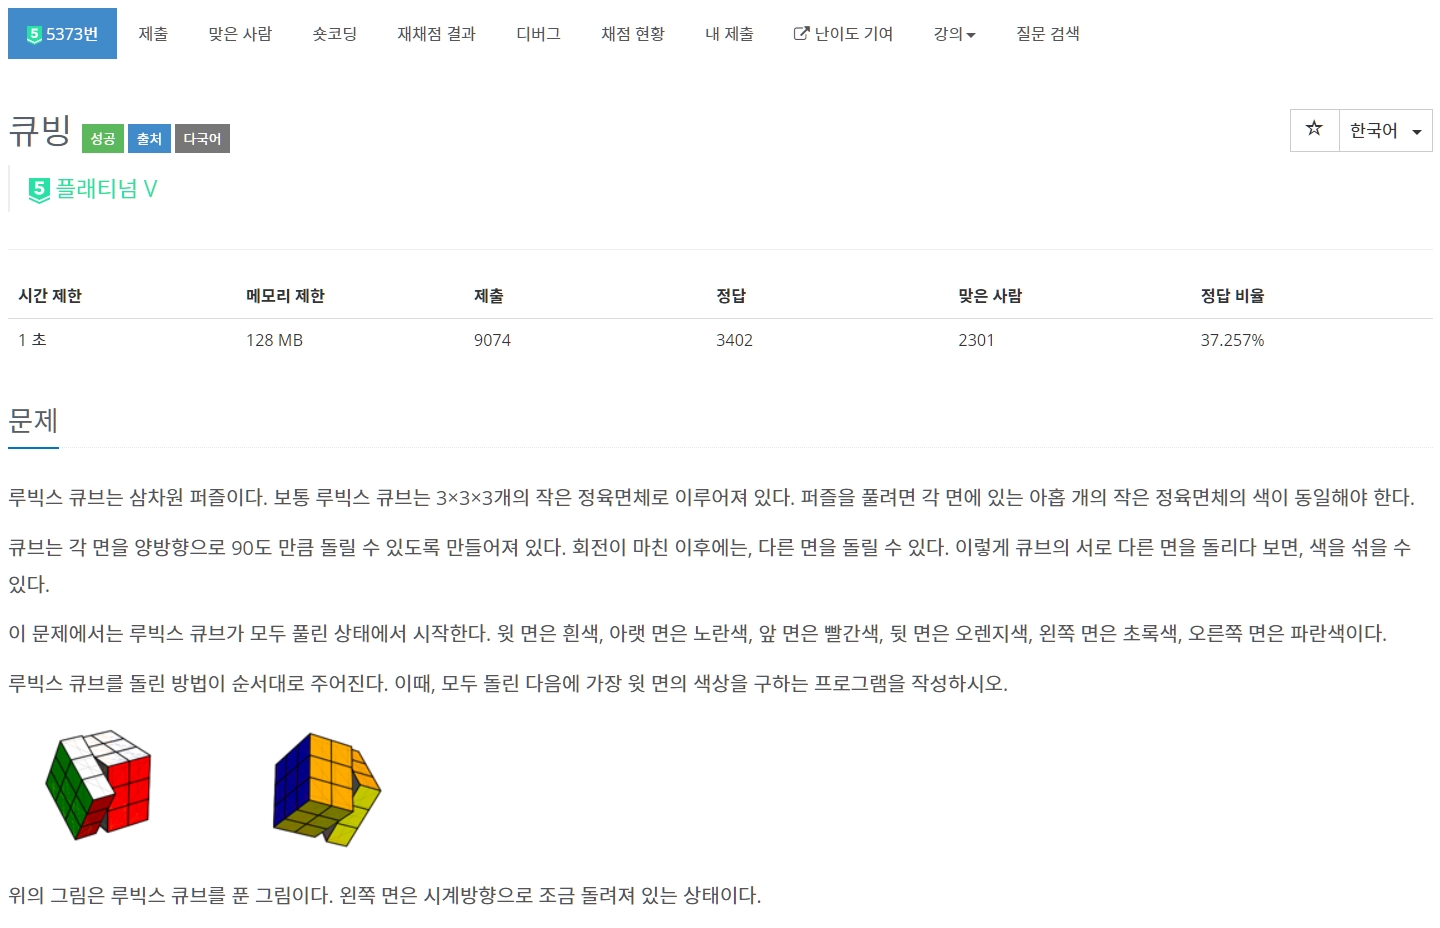 5 5373번 제출 맞은 사람 숏코딩 재채점 결과 디버그 채점 현황 내 제출 난이도 기여 강의 질문 검색
큐빙 성공 출처 다국어 한국어
5 플래티넘 V
시간 제한 메모리 제한 제출 정답 맞은 사람 정답 비율
1 초 128 MB 9074 3402 2301 37.257%
문제
루빅스 큐브는 삼차원 퍼즐이다. 보통 루빅스 큐브는 3×3×3개의 작은 정육면체로 이루어져 있다. 퍼즐을 풀려면 각 면에 있는 아홉 개의 작은 정육면체의 색이 동일해야 한다.
큐브는 각 면을 양방향으로 90도 만큼 돌릴 수 있도록 만들어져 있다. 회전이 마친 이후에는, 다른 면을 돌릴 수 있다. 이렇게 큐브의 서로 다른 면을 돌리다 보면, 색을 섞을 수
있다.
이 문제에서는 루빅스 큐브가 모두 풀린 상태에서 시작한다. 윗 면은 흰색, 아랫 면은 노란색, 앞 면은 빨간색, 뒷 면은 오렌지색, 왼쪽 면은 초록색, 오른쪽 면은 파란색이다.
루빅스 큐브를 돌린 방법이 순서대로 주어진다. 이때, 모두 돌린 다음에 가장 윗 면의 색상을 구하는 프로그램을 작성하시오.
위의 그림은 루빅스 큐브를 푼 그림이다. 왼쪽 면은 시계방향으로 조금 돌려져 있는 상태이다.